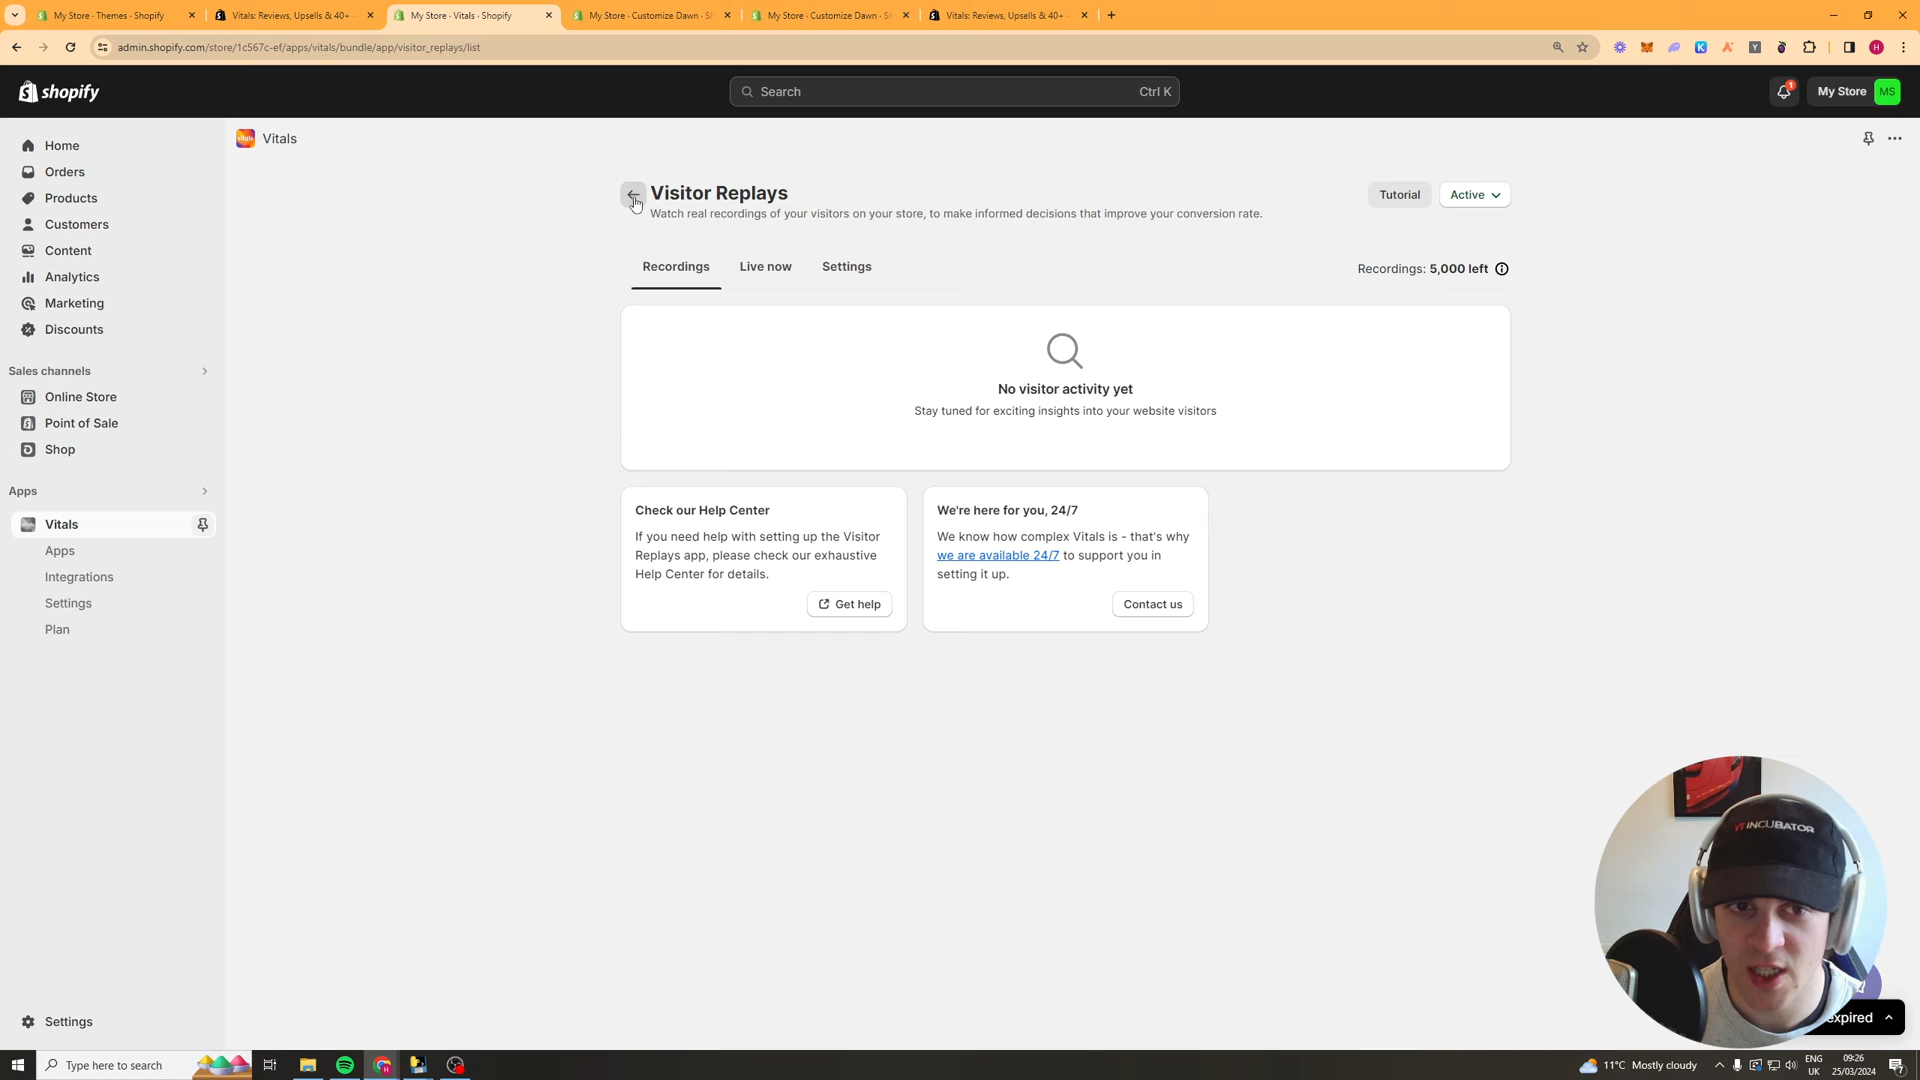 My Store - Themes - Shopify
Vitals: Reviews, Upsells & 40+
My Store - Vitals - Shopify
My Store - Customize Dawn - Sh
My Store - Customize Dawn - Sh
Vitals: Reviews, Upsells & 40+
admin.shopify.com/store/1c567c-ef/apps/vitals/bundle/app/visitor_replays/list
shopify
Search
Ctrl K
1
My Store
MS
Home
Orders
Products
Customers
Content
Analytics
Marketing
Discounts
Sales channels
Online Store
Point of Sale
Shop
Apps
Vitals
Apps
Integrations
Settings
Plan
Settings
Vitals
Visitor Replays
Watch real recordings of your visitors on your store, to make informed decisions that improve your conversion rate.
Tutorial
Active
Recordings
Live now
Settings
Recordings: 5,000 left
No visitor activity yet
Stay tuned for exciting insights into your website visitors
Check our Help Center
If you need help with setting up the Visitor
Replays app, please check our exhaustive
Help Center for details.
Get help
We're here for you, 24/7
We know how complex Vitals is - that's why
we are available 24/7 to support you in
setting it up.
Contact us
YT INCUBATOR
expired
Type here to search
11°C Mostly cloudy
ENG
UK
09:26
25/03/2024